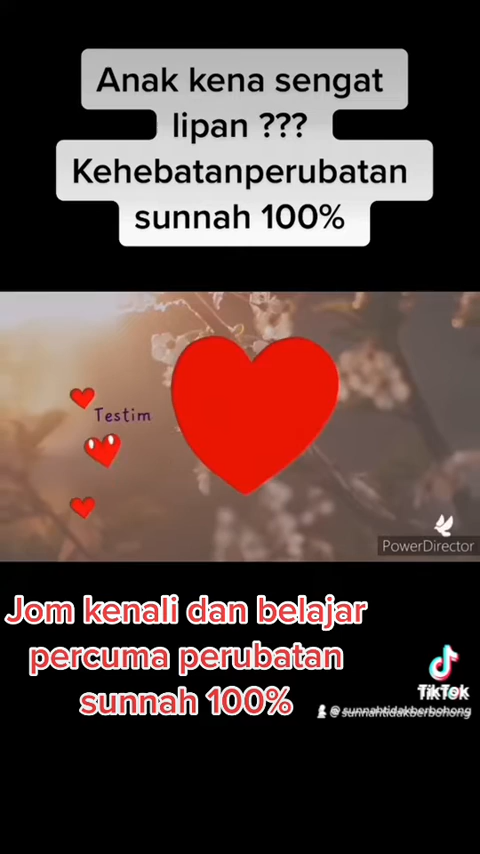 Anak kena sengat
lipan ???
Kehebatanperubatan
sunnah 100%
Testim
PowerDirector
Jom kenali dan belajar
percuma perubatan
sunnah 100%
TikTok
@sunnahtidakberbohong